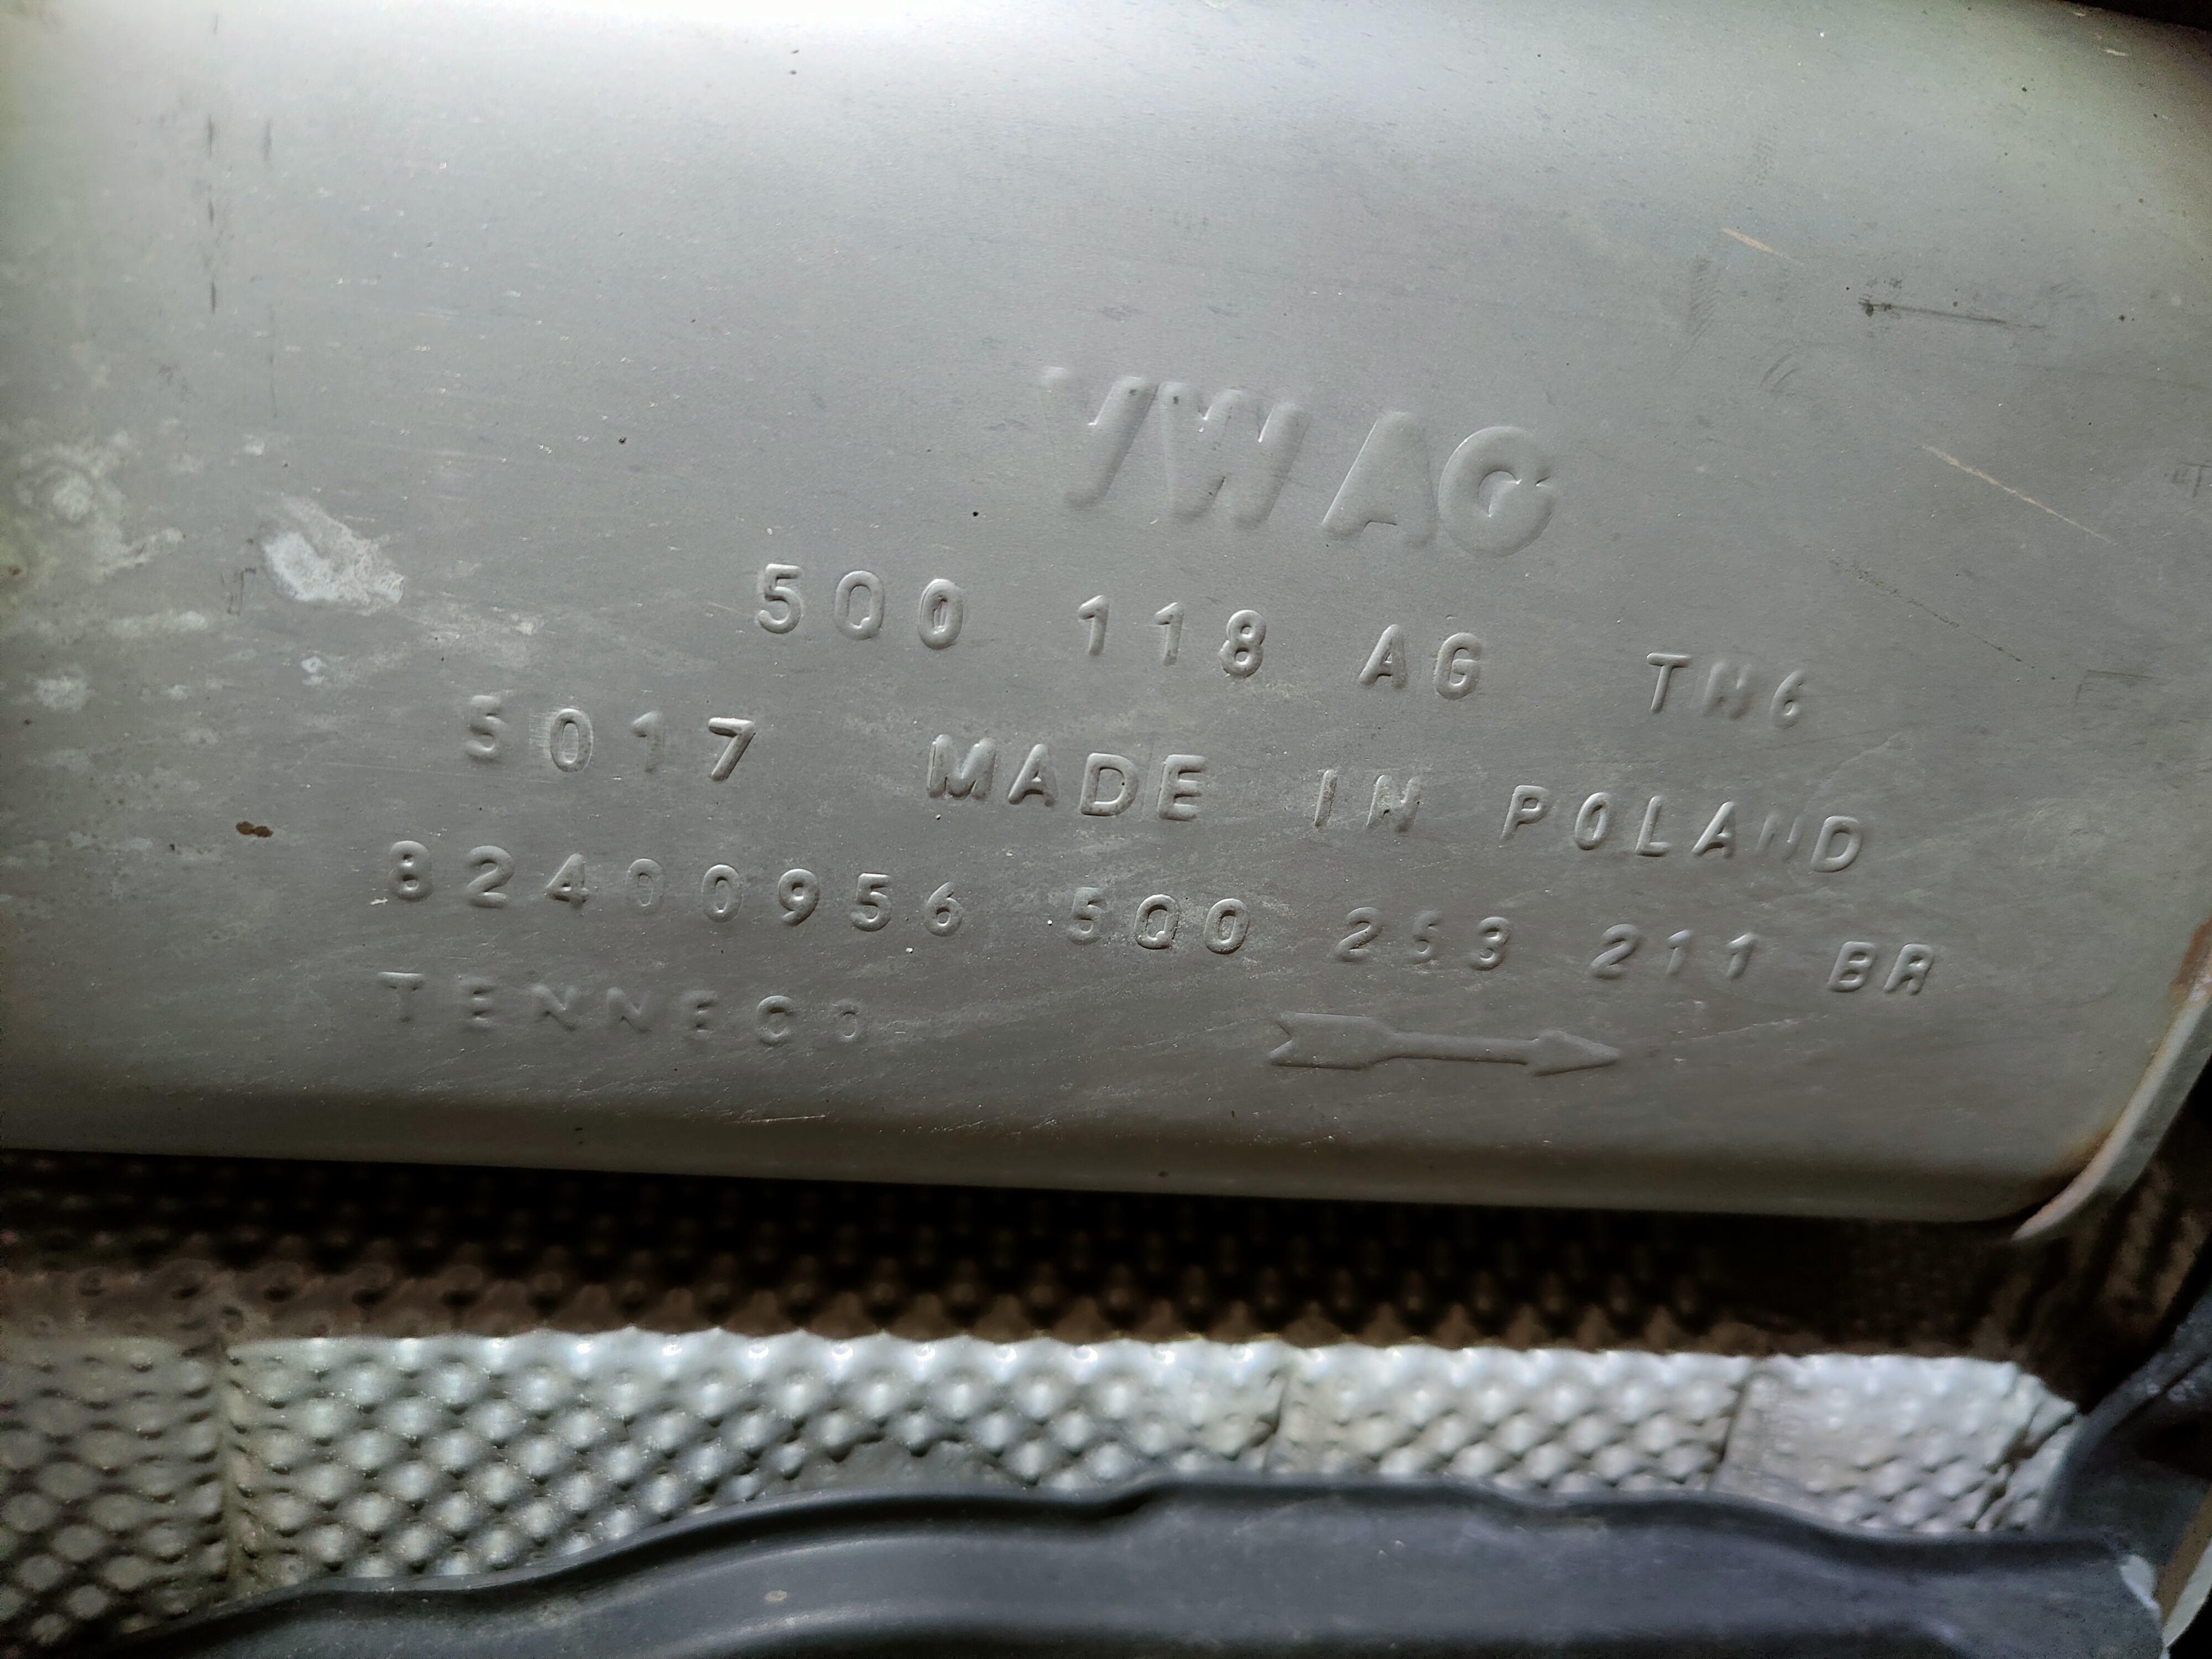 VW AG
5Q0 118 AG TN6
5017 MADE IN POLAND
82400956 5Q0 253 211 BR
TENNECO